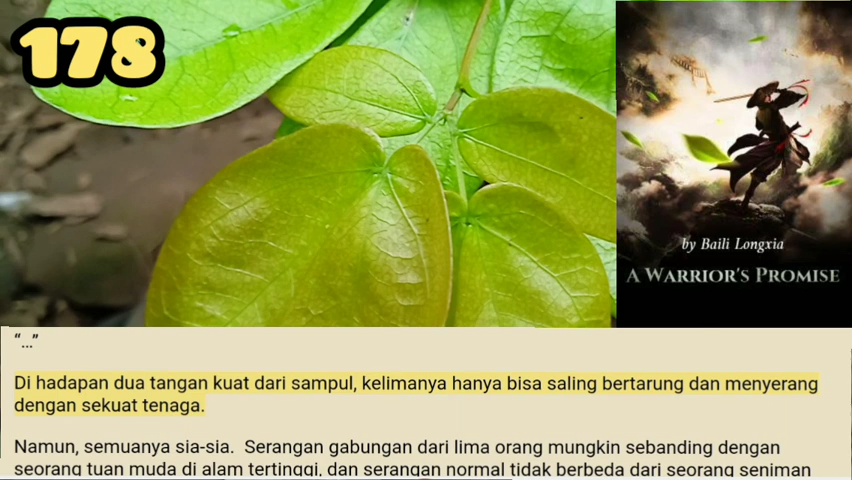 178
by Baili Longxia
A WARRIOR'S PROMISE
“...”
Di hadapan dua tangan kuat dari sampul, kelimanya hanya bisa saling bertarung dan menyerang
dengan sekuat tenaga.
Namun, semuanya sia-sia. Serangan gabungan dari lima orang mungkin sebanding dengan
seorang tuan muda di alam tertinggi, dan serangan normal tidak berbeda dari seorang seniman